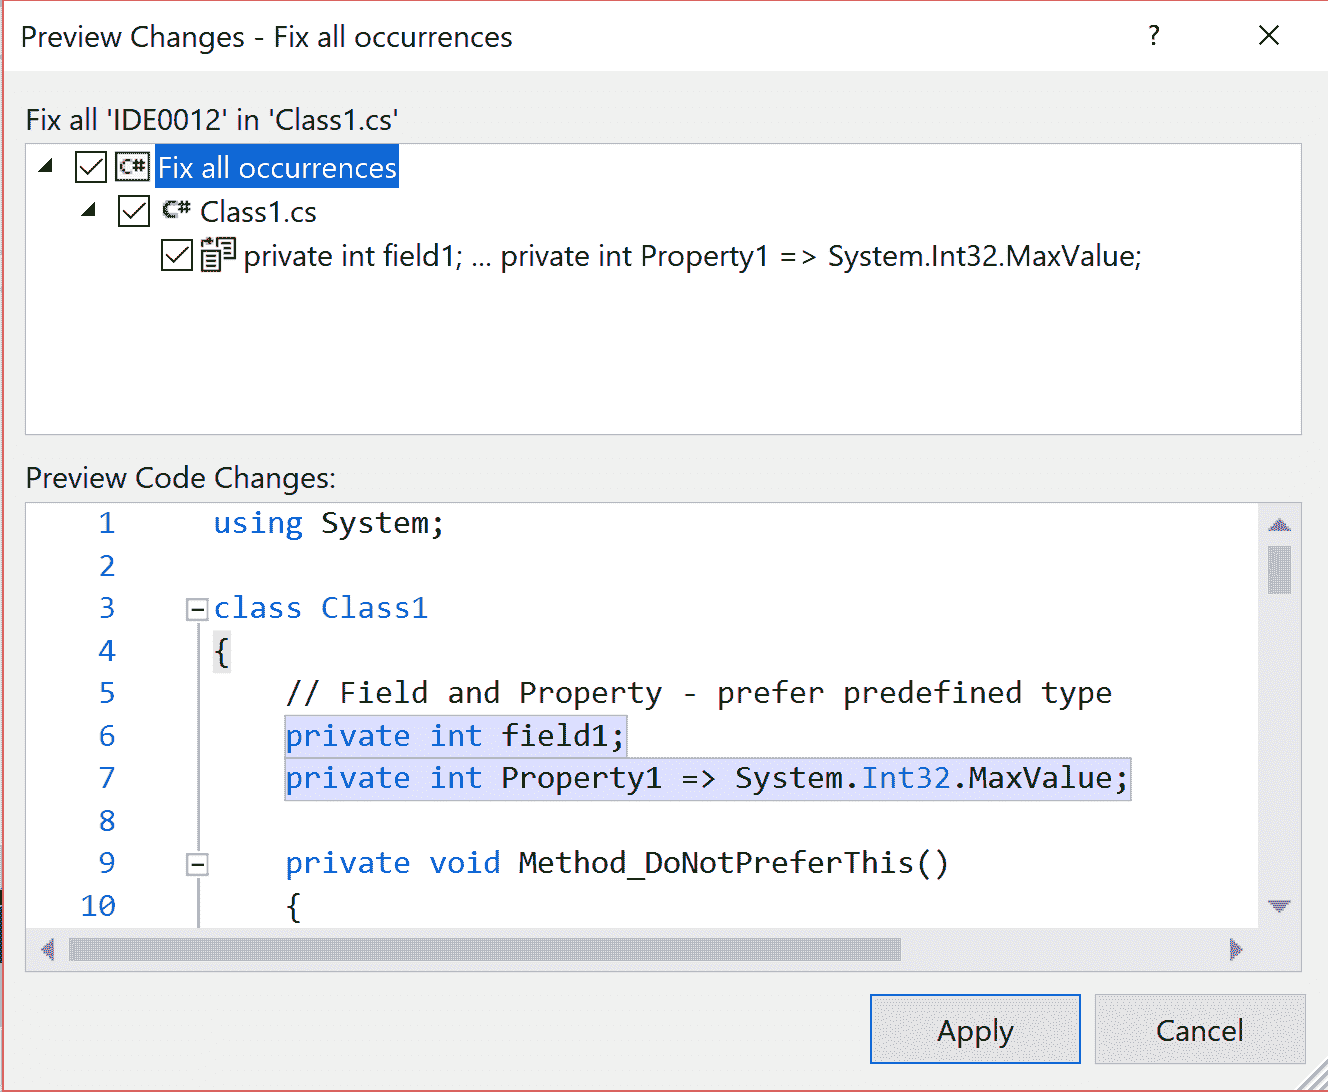 Preview Changes - Fix all occurrences
?
Fix all 'IDE0012' in 'Class1.cs'
C# Fix all occurrences
C# Class1.cs
private int field1; ... private int Property1 => System.Int32.MaxValue;
Preview Code Changes:
1 using System;
2
3 class Class1
4 {
5 // Field and Property - prefer predefined type
6 private int field1;
7 private int Property1 => System.Int32.MaxValue;
8
9 private void Method_DoNotPreferThis()
10 {
Apply Cancel